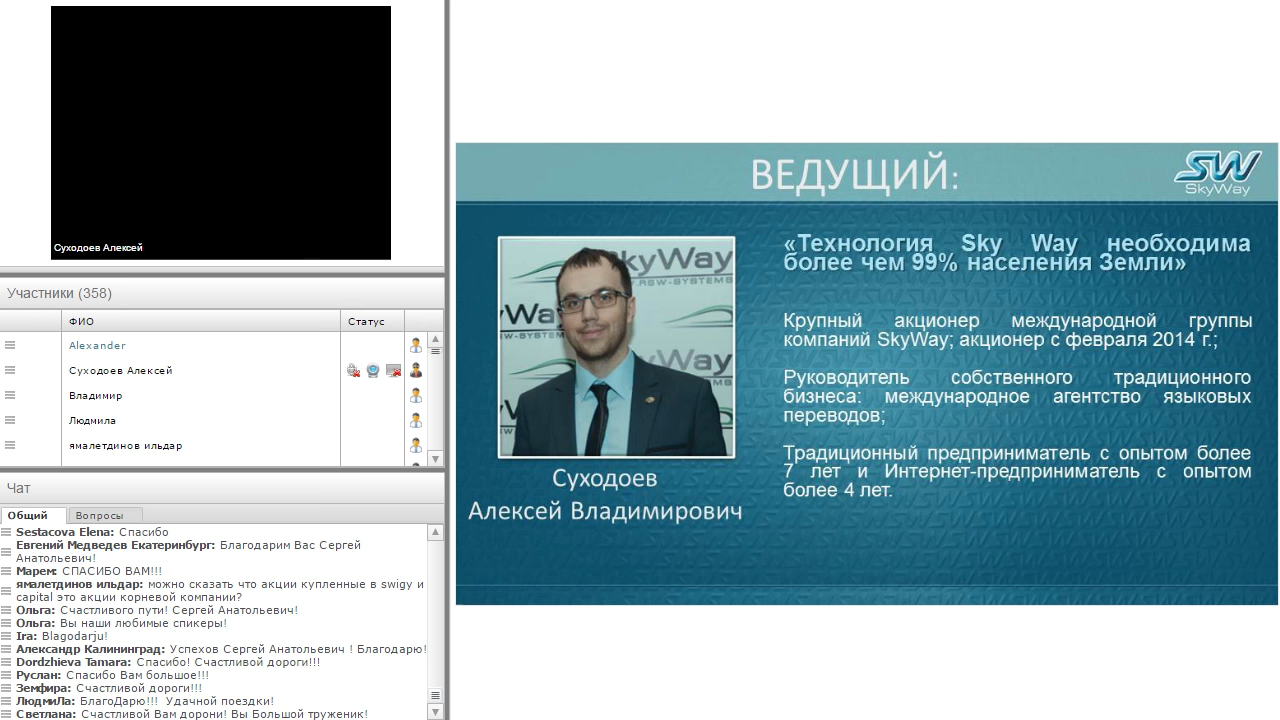 Суходоев Алексей
Участники (358)
ФИО Статус
Alexander
Суходоев Алексей
Владимир
Людмила
ямалетдинов ильдар
Чат
Общий Вопросы
Sestacova Elena: Спасибо
Евгений Медведев Екатеринбург: Благодарим Вас Сергей
Анатольевич!
Марем: СПАСИБО ВАМ!!!
ямалетдинов ильдар: можно сказать что акции купленные в swigy и
capital это акции корневой компании?
Ольга: Счастливого пути! Сергей Анатольевич!
Ольга: Вы наши любимые спикеры!
Ira: Blagodarju!
Александр Калининград: Успехов Сергей Анатольевич ! Благодарю!
Dordzhieva Tamara: Спасибо! Счастливой дороги!!!
Руслан: Спасибо Вам большое!!!
Земфира: Счастливой дороги!!!
ЛюдмиЛа: БлагоДарю!!! Удачной поездки!
Светлана: Счастливой Вам дорони! Вы Большой труженик!
ВЕДУЩИЙ:
SW
SkyWay
SkyWay
W.RSW-SYSTEMS
Суходоев
Алексей Владимирович
«Технология Sky Way необходима
более чем 99% населения Земли»
Крупный акционер международной группы
компаний SkyWay; акционер с февраля 2014 г.;
Руководитель собственного традиционного
бизнеса: международное агентство языковых
переводов;
Традиционный предприниматель с опытом более
7 лет и Интернет-предприниматель с опытом
более 4 лет.